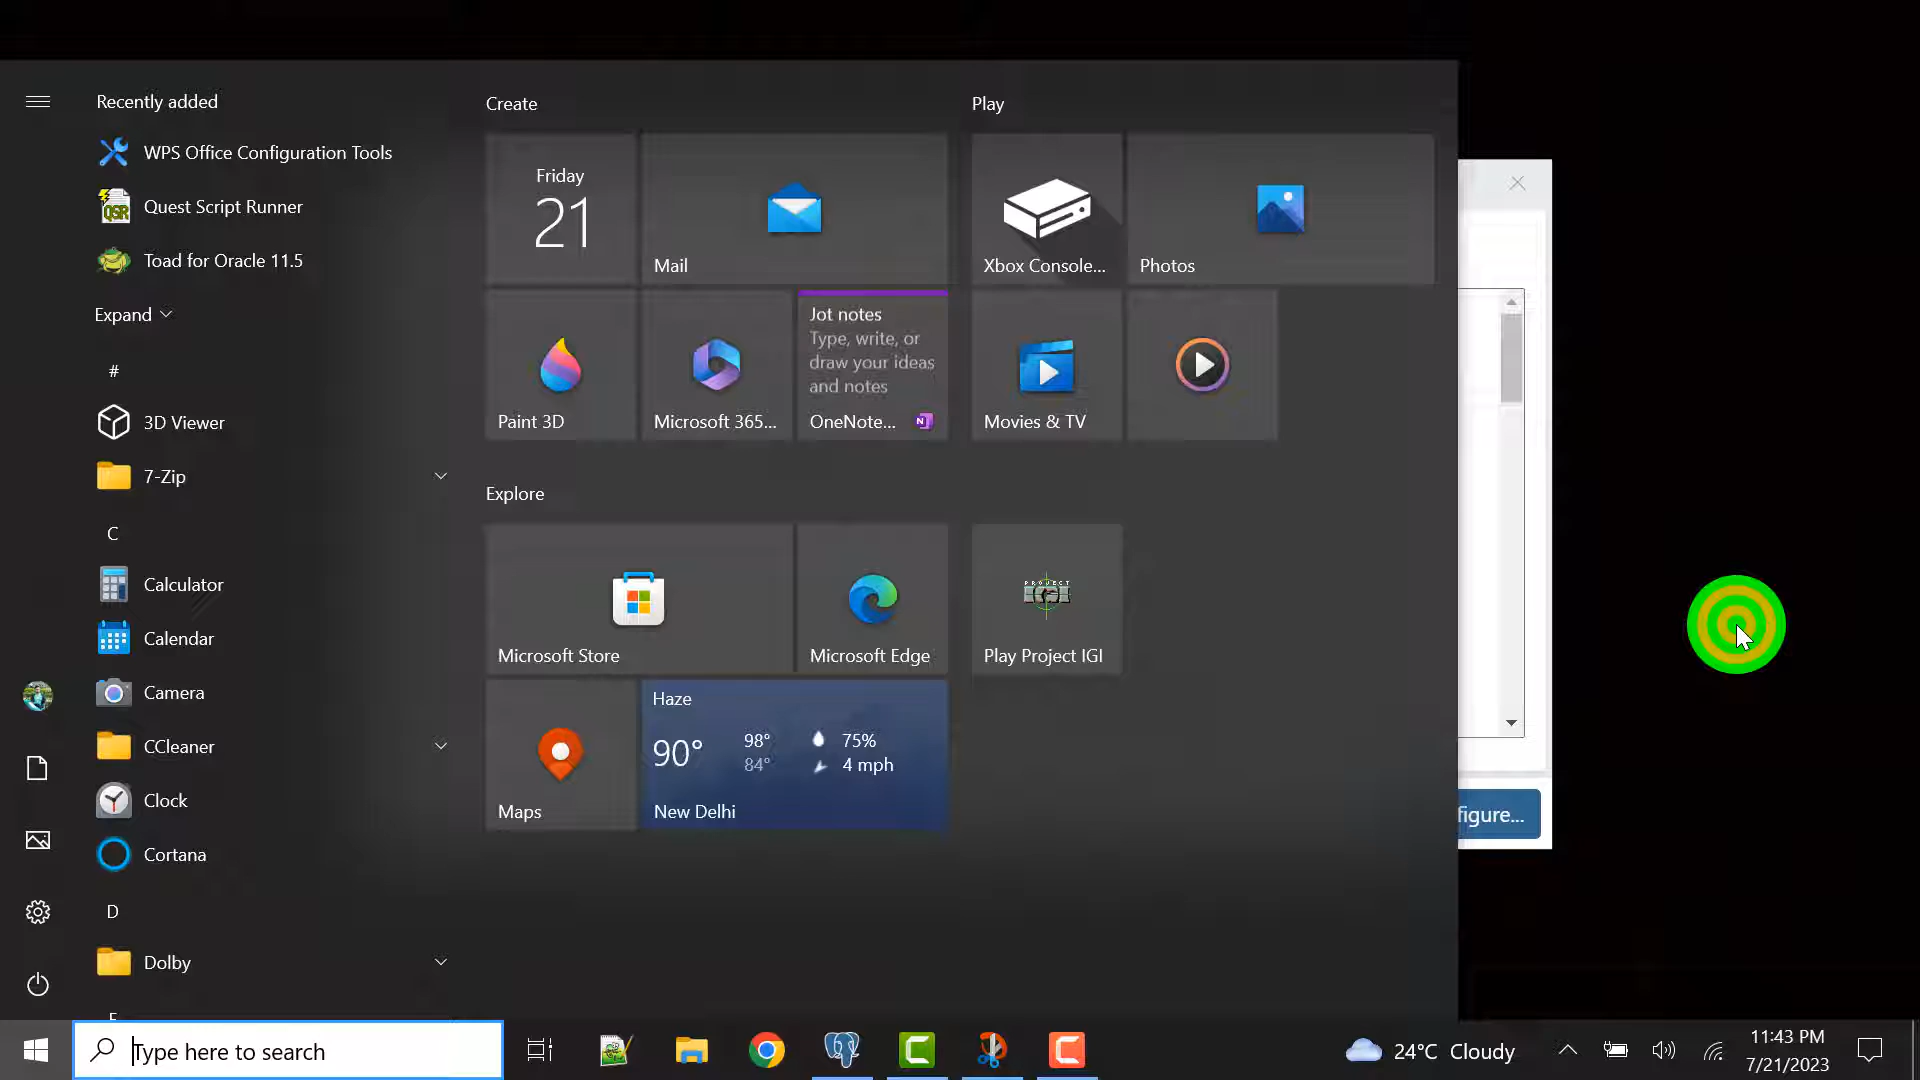 Recently added
WPS Office Configuration Tools
QSR
Quest Script Runner
Toad for Oracle 11.5
Expand
#
3D Viewer
7-Zip
C
Calculator
Calendar
Camera
CCleaner
Clock
Cortana
D
Dolby
Create
Friday
21
Mail
Paint 3D
Microsoft 365...
Jot notes
Type, write, or
draw your ideas
and notes
OneNote...
N
Play
Xbox Console...
Photos
Movies & TV
Explore
Microsoft Store
Microsoft Edge
PROJECT
Play Project IGI
Maps
Haze
90°
98°
84°
75%
4 mph
New Delhi
figure...
Type here to search
24°C Cloudy
11:43 PM
7/21/2023